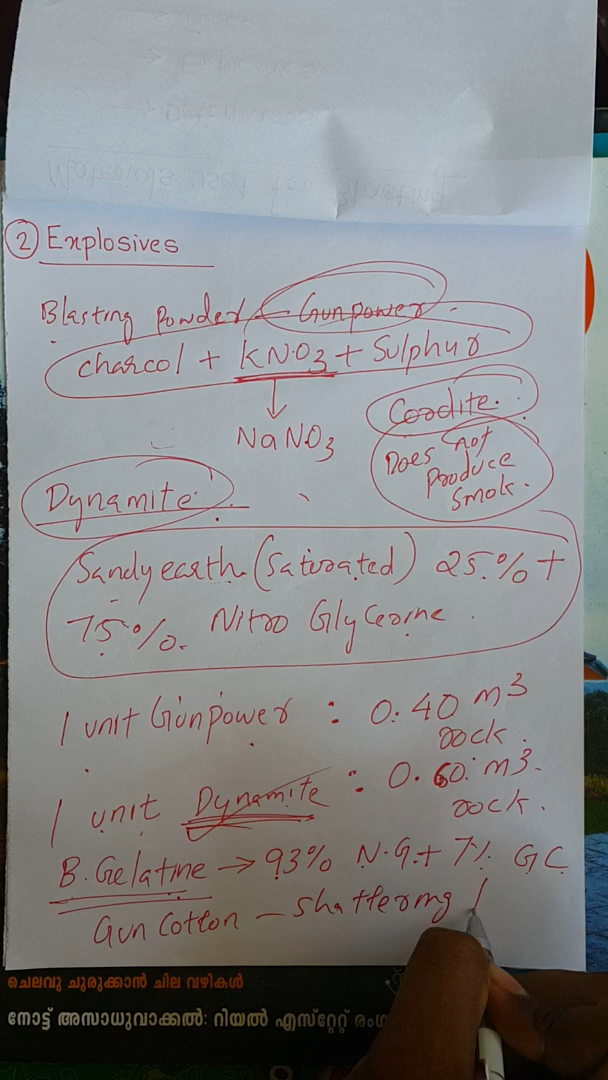 ② Explosives
Blasting Powder – Gunpower.
charcol + KNO3 + Sulphur
NaNO3
Cordite.
Does not
Produce
Smok.
Dynamite.
Sandy earth (Saturated) 25% +
75%. Nitro Glycerine
1 unit Gunpower : 0.40 m3
rock.
1 unit Dynamite : 0.60 m3.
rock.
B. Gelatine → 93% N.G. + 7% GC
Gun Cotton – shattering
ചെലവു ചുരുക്കാൻ ചില വഴികൾ
നോട്ട് അസാധുവാക്കൽ: റിയൽ എസ്റ്റേറ്റ് രംഗ